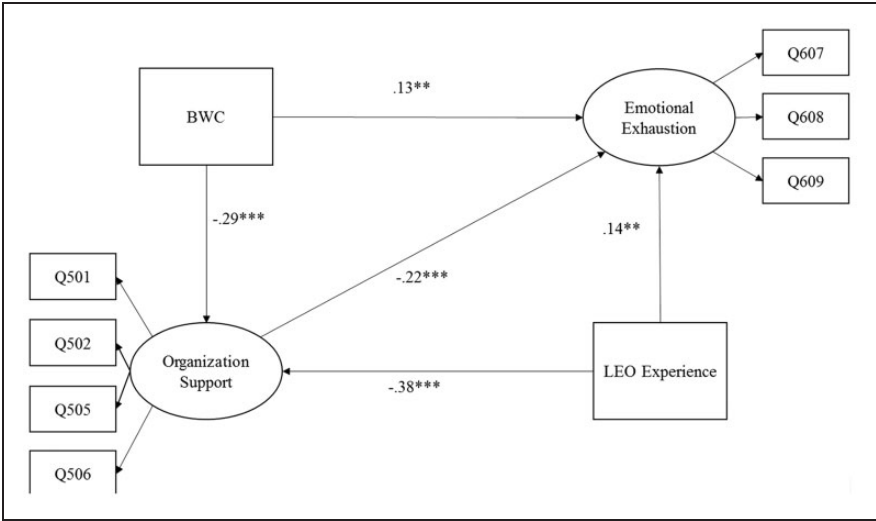 Q607
.13**
BWC
Emotional
Exhaustion
Q608
Q609
-.29***
.14**
Q501
-.22***
Q502
Organization
Support
LEO Experience
-.38***
Q505
Q506